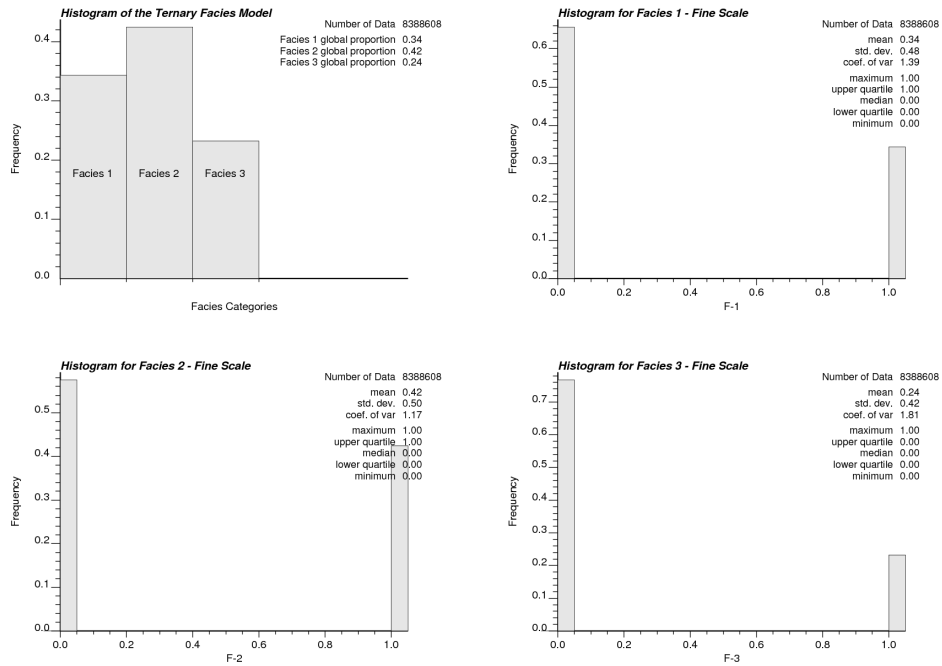 Histogram of the Ternary Facies Model
Number of Data 8388608
Facies 1 global proportion 0.34
Facies 2 global proportion 0.42
Facies 3 global proportion 0.24
Frequency
0.4
0.3
0.2
0.1
0.0
Facies 1 Facies 2 Facies 3
Facies Categories
Histogram for Facies 1 - Fine Scale
Number of Data 8388608
mean 0.34
std. dev. 0.48
coef. of var 1.39
maximum 1.00
upper quartile 1.00
median 0.00
lower quartile 0.00
minimum 0.00
Frequency
0.6
0.5
0.4
0.3
0.2
0.1
0.0
0.0 0.2 0.4 0.6 0.8 1.0
F-1
Histogram for Facies 2 - Fine Scale
Number of Data 8388608
mean 0.42
std. dev. 0.50
coef. of var 1.17
maximum 1.00
upper quartile 1.00
median 0.00
lower quartile 0.00
minimum 0.00
Frequency
0.5
0.4
0.3
0.2
0.1
0.0
0.0 0.2 0.4 0.6 0.8 1.0
F-2
Histogram for Facies 3 - Fine Scale
Number of Data 8388608
mean 0.24
std. dev. 0.42
coef. of var 1.81
maximum 1.00
upper quartile 0.00
median 0.00
lower quartile 0.00
minimum 0.00
Frequency
0.7
0.6
0.5
0.4
0.3
0.2
0.1
0.0
0.0 0.2 0.4 0.6 0.8 1.0
F-3